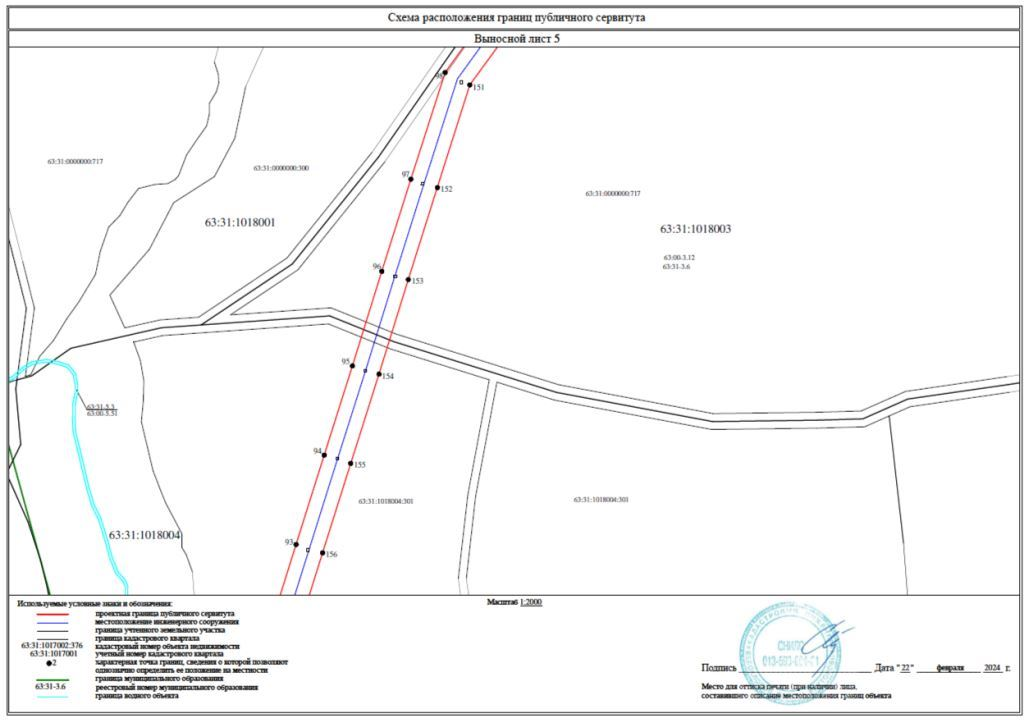 Схема расположения границ публичного сервитута
Выносной лист 5
98
151
63:31:0000000:717
63:31:0000000:300
97
152
63:31:0000000:717
63:31:1018001
63:31:1018003
63:00-3.12
63:31-3.6
96
153
95
154
63:31-5.3
63:00-5.51
94
155
63:31:1018004:301
63:31:1018004:301
63:31:1018004
93
156
Используемые условные знаки и обозначения:
Масштаб 1:2000
проектная граница публичного сервитута
местоположение инженерного сооружения
граница учтенного земельного участка
граница кадастрового квартала
63:31:1017002:376 кадастровый номер объекта недвижимости
63:31:1017001 учетный номер кадастрового квартала
2 характерная точка границ, сведения о которой позволяют
однозначно определить ее положение на местности
граница муниципального образования
63:31-3.6 реестровый номер муниципального образования
граница водного объекта
СНИЛС
Подпись Дата "22" февраля 2024 г.
Место для оттиска печати (при наличии) лица,
составившего описание местоположения границ объекта